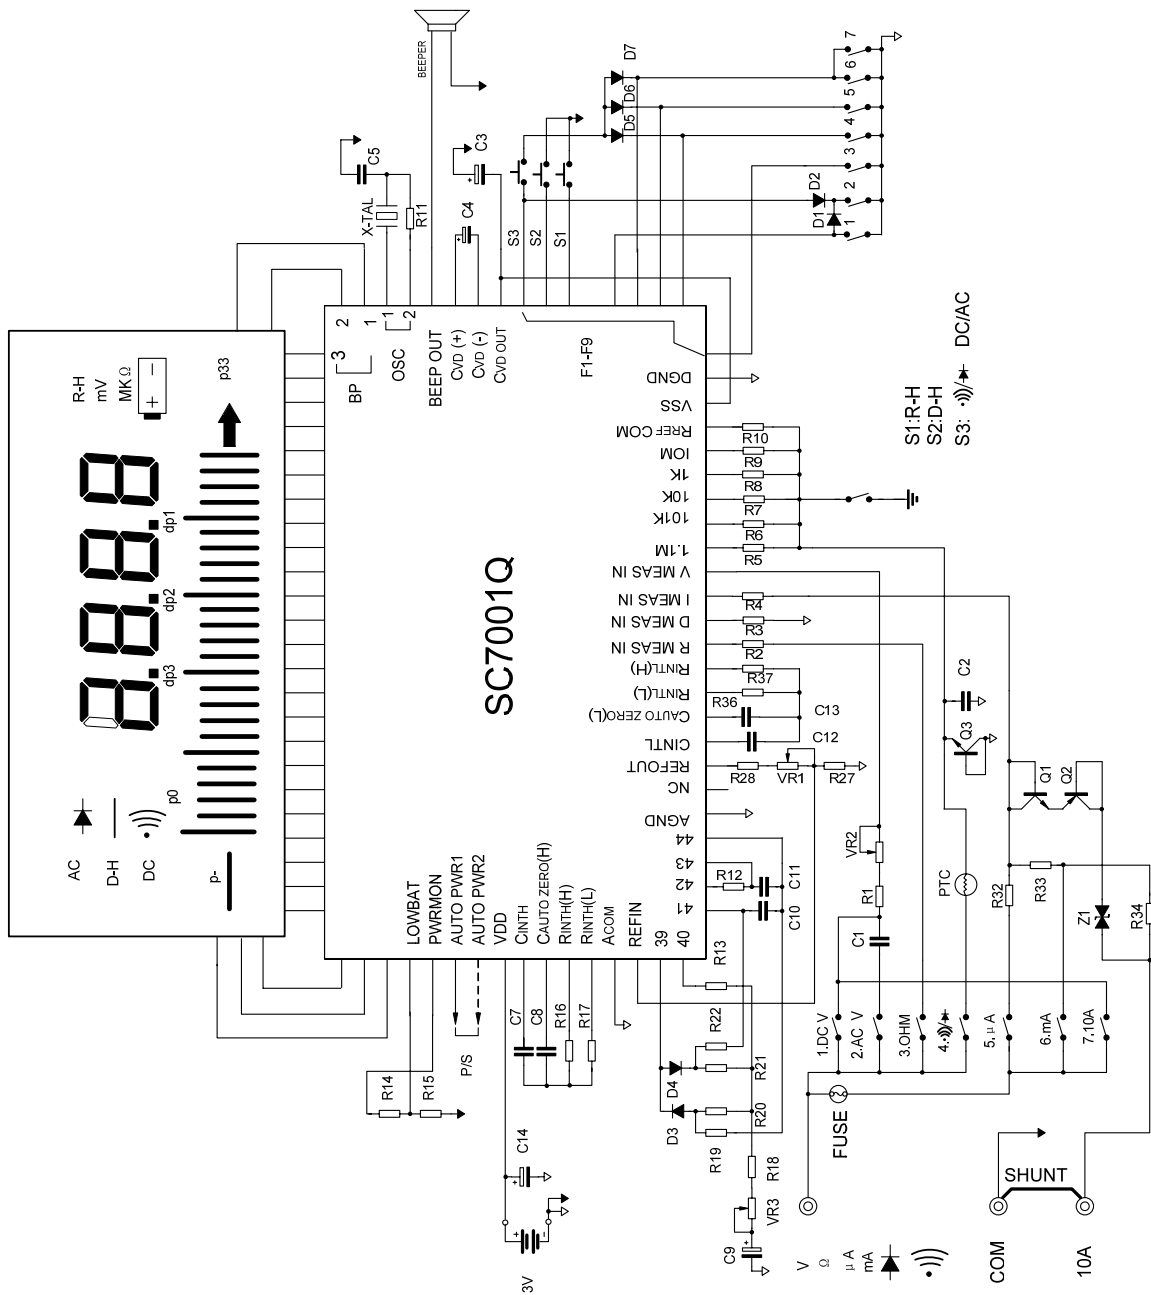 BEEPER
D7
D6
D5
7
6
5
4
3
2
1
C5
C3
X-TAL
R11
C4
S3
S2
S1
D2
D1
R-H
mV
MKΩ
+ −
p33
dp1
dp2
dp3
p0
p-
AC
D-H
DC
2
1
3
BP
1
2
OSC
BEEP OUT
CVD (+)
CVD (-)
CVD OUT
F1-F9
S1:R-H
S2:D-H
S3: DC/AC
DGND
VSS
RREF COM
IOM
1K
10K
101K
1.1M
V MEAS IN
I MEAS IN
D MEAS IN
R MEAS IN
RINTL(H)
RINTL(L)
CAUTO ZERO(L)
CINTL
REFOUT
NC
AGND
44
43
42
41
SC7001Q
R10
R9
R8
R7
R6
R5
R4
R3
R2
R37
R36
C13
C12
R28
VR1
R27
R12
C11
C10
C2
Q3
Q1
Q2
VR2
R1
C1
PTC
R32
R33
Z1
R34
LOWBAT
PWRMON
AUTO PWR1
AUTO PWR2
VDD
CINTH
CAUTO ZERO(H)
RINTH(H)
RINTH(L)
ACOM
REFIN
39
40
P/S
C7
C8
R16
R17
R13
R22
R21
R20
R19
R18
D4
D3
VR3
C9
+
R14
R15
C14
+
+
-
3V
1.DC V
2.AC V
3.OHM
4.
5.μA
6.mA
7.10A
FUSE
SHUNT
V
Ω
μA
mA
COM
10A